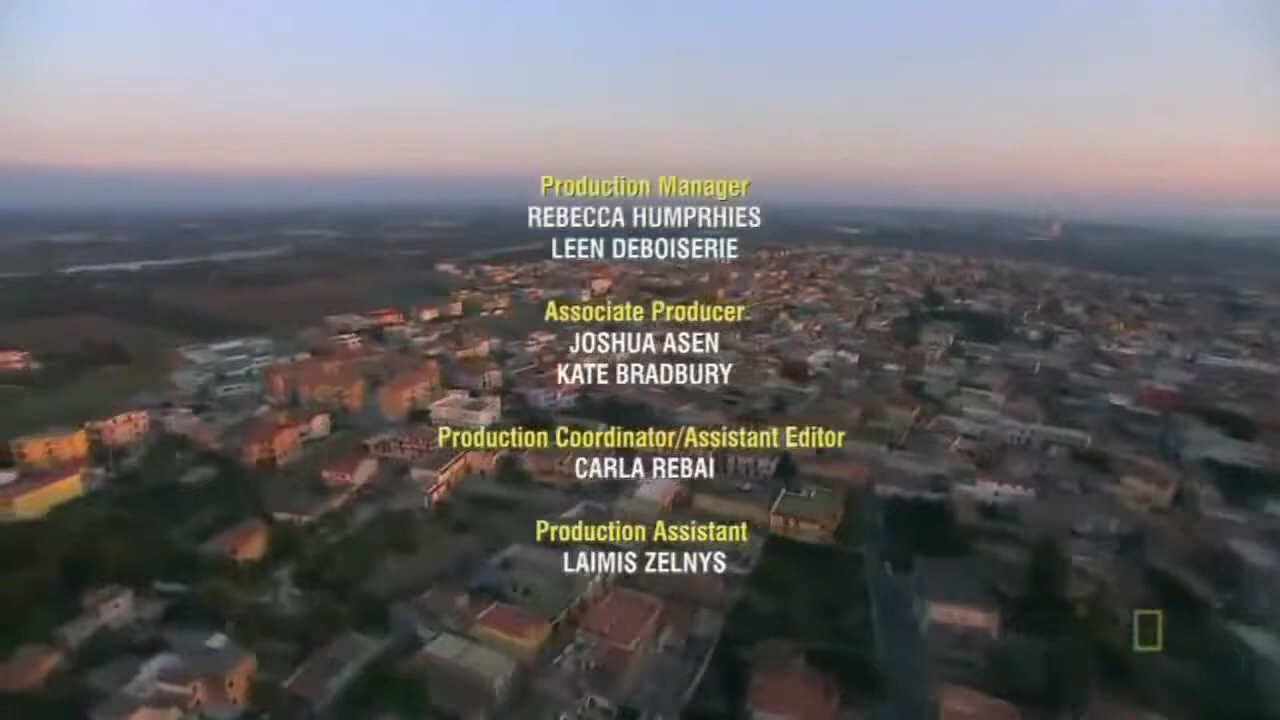 Production Manager
REBECCA HUMPRHIES
LEEN DEBOISERIE
Associate Producer
JOSHUA ASEN
KATE BRADBURY
Production Coordinator/Assistant Editor
CARLA REBAI
Production Assistant
LAIMIS ZELNYS